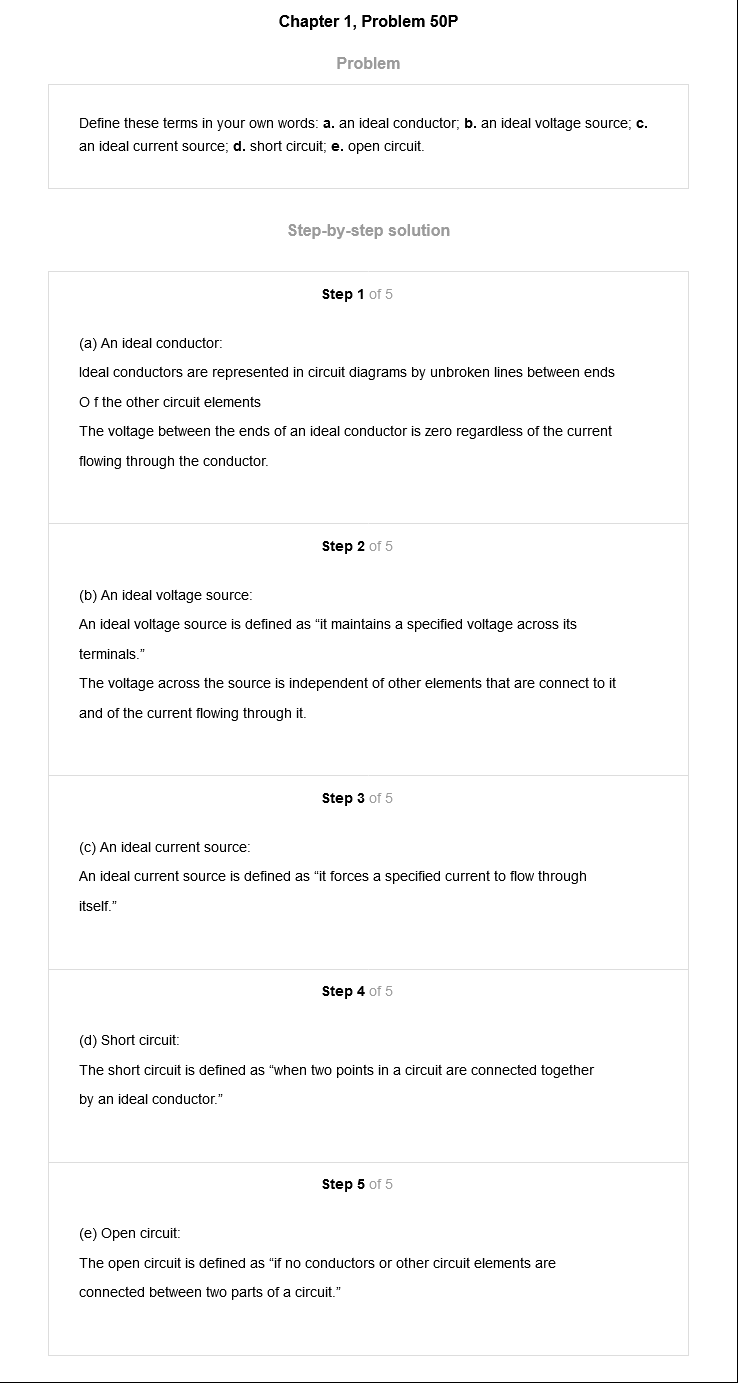 Chapter 1, Problem 50P
Problem
Define these terms in your own words: a. an ideal conductor; b. an ideal voltage source; c.
an ideal current source; d. short circuit; e. open circuit.
Step-by-step solution
Step 1 of 5
(a) An ideal conductor:
Ideal conductors are represented in circuit diagrams by unbroken lines between ends
O f the other circuit elements
The voltage between the ends of an ideal conductor is zero regardless of the current
flowing through the conductor.
Step 2 of 5
(b) An ideal voltage source:
An ideal voltage source is defined as “it maintains a specified voltage across its
terminals.”
The voltage across the source is independent of other elements that are connect to it
and of the current flowing through it.
Step 3 of 5
(c) An ideal current source:
An ideal current source is defined as “it forces a specified current to flow through
itself.”
Step 4 of 5
(d) Short circuit:
The short circuit is defined as “when two points in a circuit are connected together
by an ideal conductor.”
Step 5 of 5
(e) Open circuit:
The open circuit is defined as “if no conductors or other circuit elements are
connected between two parts of a circuit.”